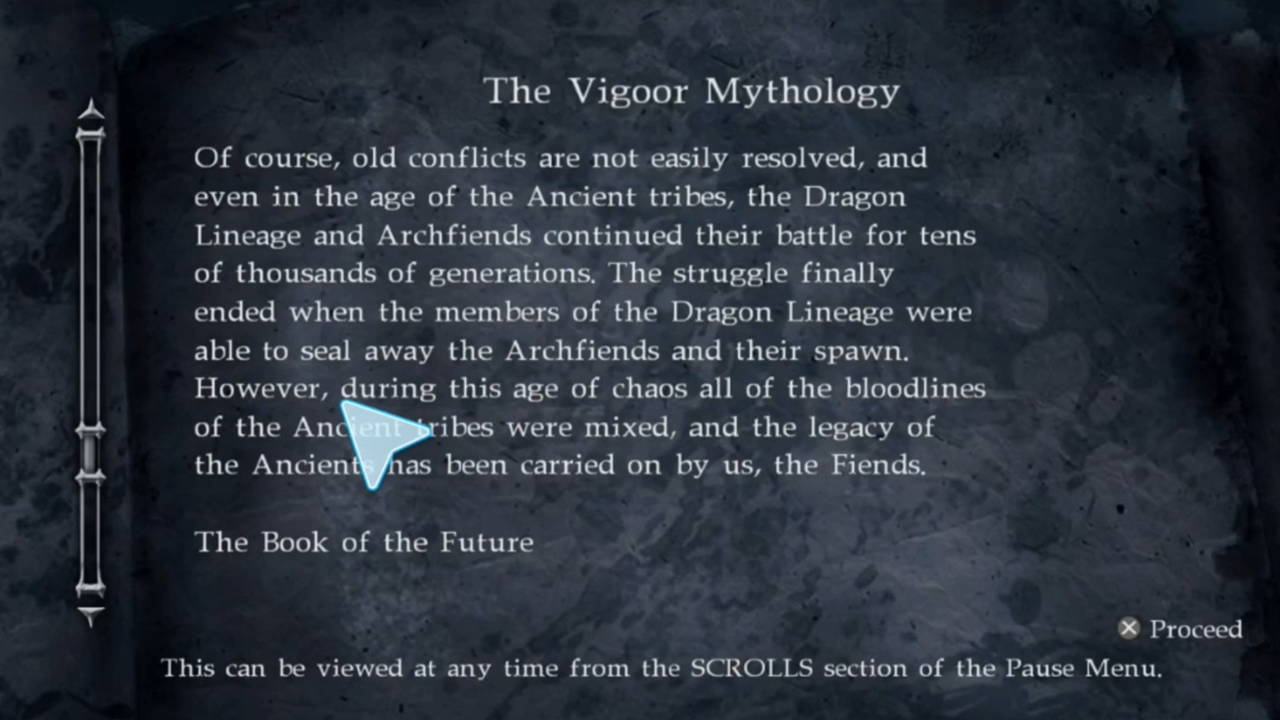 The Vigoor Mythology
Of course, old conflicts are not easily resolved, and
even in the age of the Ancient tribes, the Dragon
Lineage and Archfiends continued their battle for tens
of thousands of generations. The struggle finally
ended when the members of the Dragon Lineage were
able to seal away the Archfiends and their spawn.
However, during this age of chaos all of the bloodlines
of the Ancient tribes were mixed, and the legacy of
the Ancients has been carried on by us, the Fiends.
The Book of the Future
Proceed
This can be viewed at any time from the SCROLLS section of the Pause Menu.